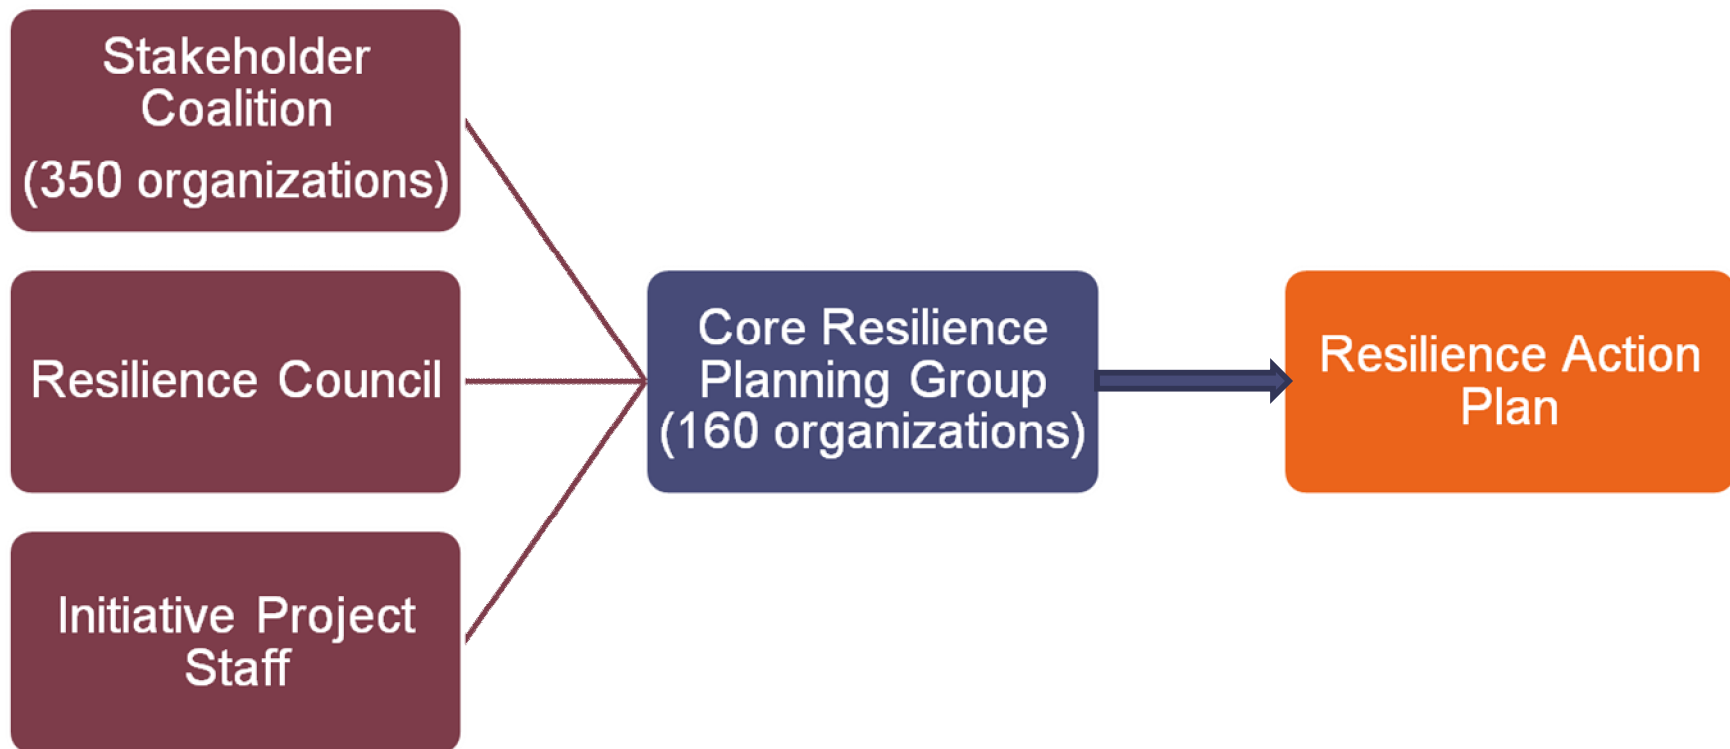 Stakeholder
Coalition
(350 organizations)
Resilience Council
Initiative Project
Staff
Core Resilience
Planning Group
(160 organizations)
Resilience Action
Plan